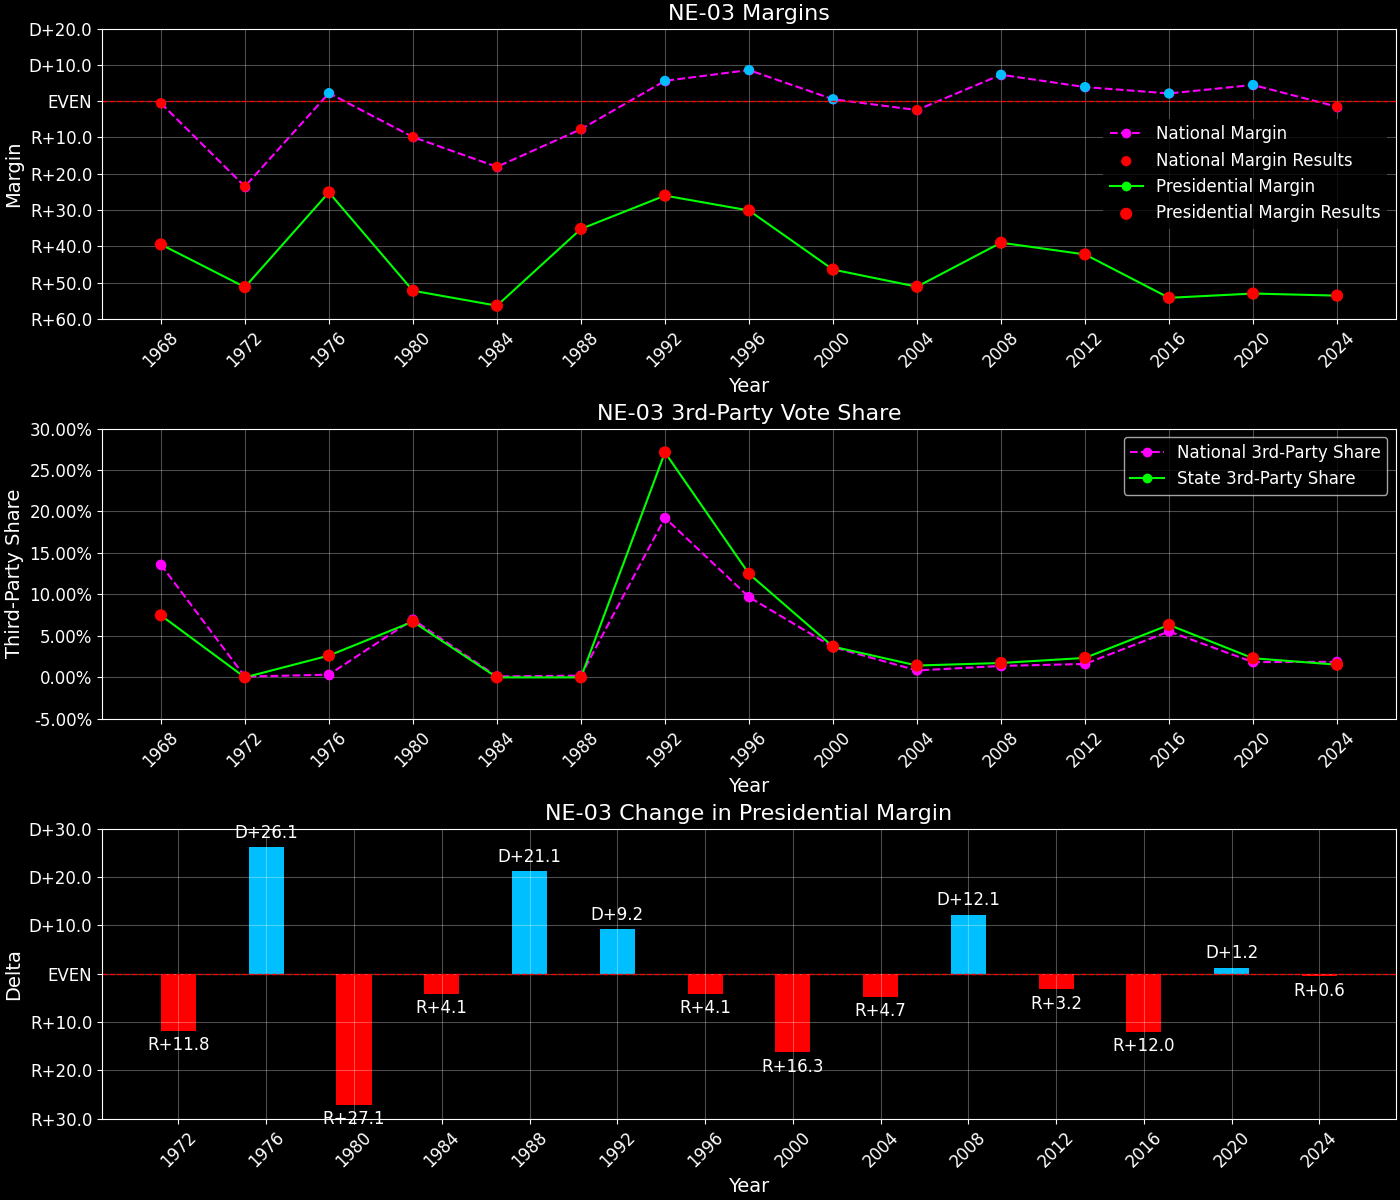 NE-03 Margins
D+20.0
D+10.0
EVEN
R+10.0
R+20.0
R+30.0
R+40.0
R+50.0
R+60.0
Margin
National Margin
National Margin Results
Presidential Margin
Presidential Margin Results
1968 1972 1976 1980 1984 1988 1992 1996 2000 2004 2008 2012 2016 2020 2024
Year
NE-03 3rd-Party Vote Share
30.00%
25.00%
20.00%
15.00%
10.00%
5.00%
0.00%
-5.00%
Third-Party Share
National 3rd-Party Share
State 3rd-Party Share
1968 1972 1976 1980 1984 1988 1992 1996 2000 2004 2008 2012 2016 2020 2024
Year
NE-03 Change in Presidential Margin
D+30.0
D+20.0
D+10.0
EVEN
R+10.0
R+20.0
R+30.0
Delta
R+11.8
D+26.1
R+27.1
R+4.1
D+21.1
D+9.2
R+4.1
R+16.3
R+4.7
D+12.1
R+3.2
R+12.0
D+1.2
R+0.6
1972 1976 1980 1984 1988 1992 1996 2000 2004 2008 2012 2016 2020 2024
Year